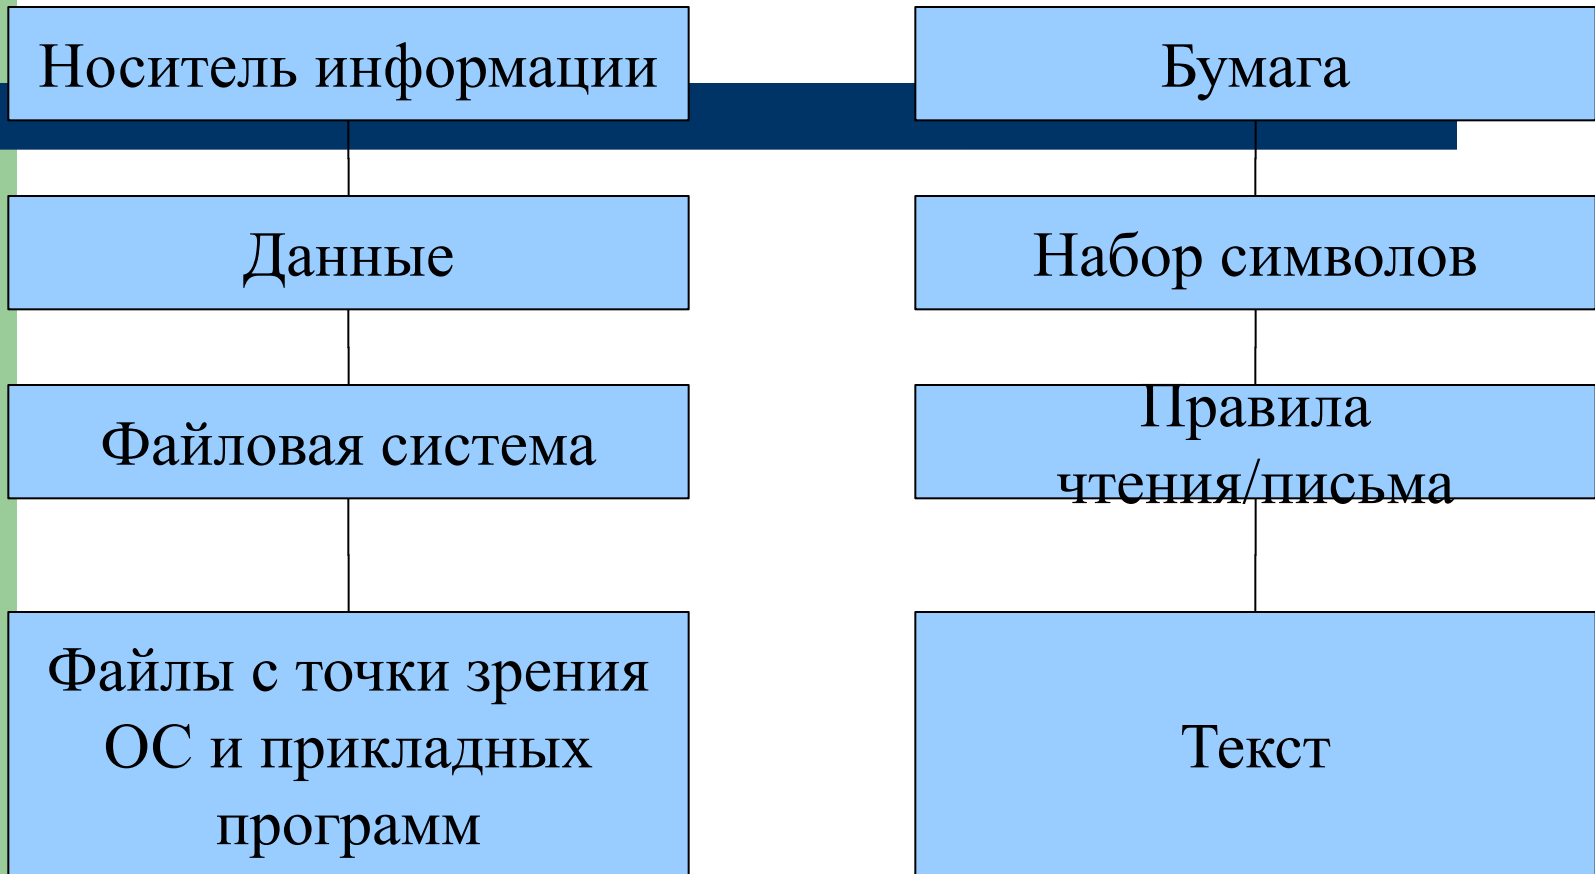 Носитель информации
Бумага
Данные
Набор символов
Файловая система
Правила
чтения/письма
Файлы с точки зрения
ОС и прикладных
программ
Текст